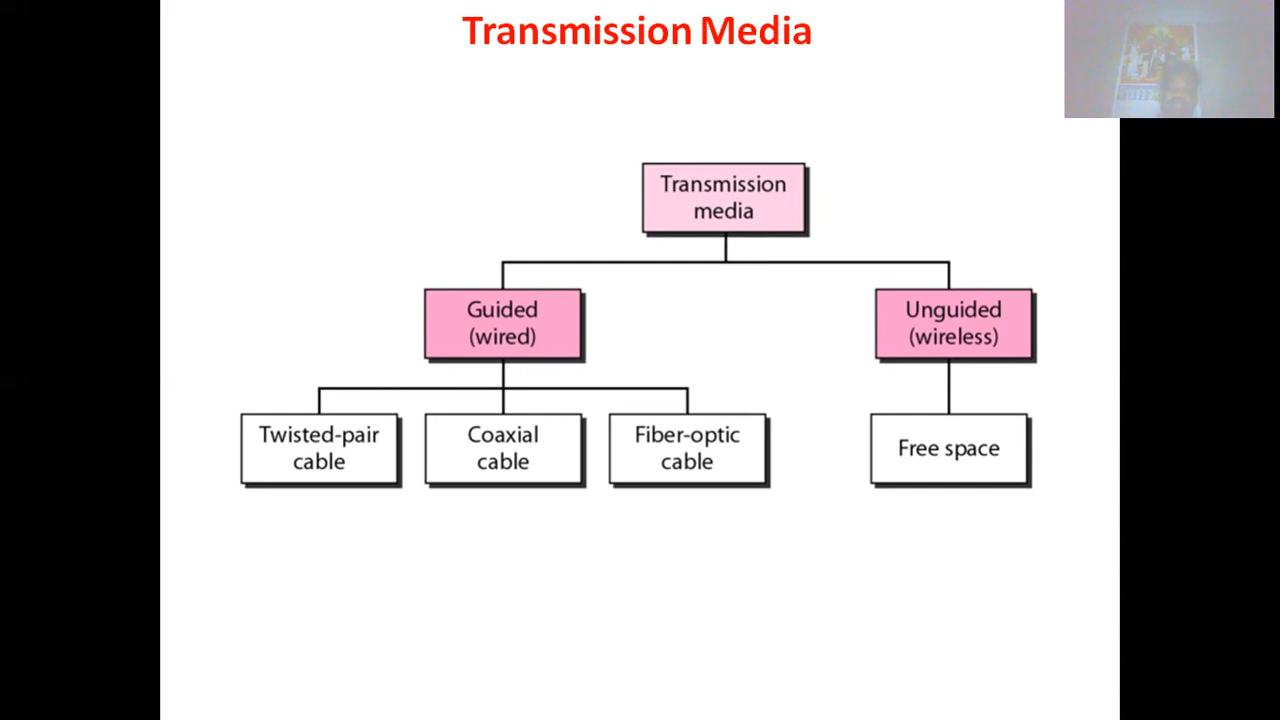 Transmission Media
Transmission
media
Guided
(wired)
Unguided
(wireless)
Twisted-pair
cable
Coaxial
cable
Fiber-optic
cable
Free space